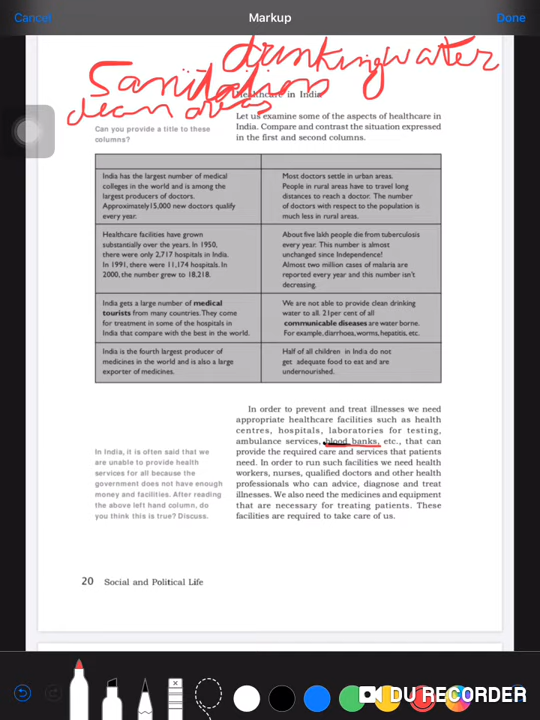 Cancel Markup Done
drinking water
Sanitation
clean areas
Healthcare in India
Let us examine some of the aspects of healthcare in
India. Compare and contrast the situation expressed
in the first and second columns.
Can you provide a title to these
columns?
India has the largest number of medical
colleges in the world and is among the
largest producers of doctors.
Approximately15,000 new doctors qualify
every year.
Most doctors settle in urban areas.
People in rural areas have to travel long
distances to reach a doctor. The number
of doctors with respect to the population is
much less in rural areas.
Healthcare facilities have grown
substantially over the years. In 1950,
there were only 2,717 hospitals in India.
In 1991, there were 11,174 hospitals. In
2000, the number grew to 18,218.
About five lakh people die from tuberculosis
every year. This number is almost
unchanged since Independence!
Almost two million cases of malaria are
reported every year and this number isn't
decreasing.
India gets a large number of medical
tourists from many countries. They come
for treatment in some of the hospitals in
India that compare with the best in the world.
We are not able to provide clean drinking
water to all. 21per cent of all
communicable diseases are water borne.
For example, diarrhoea, worms, hepatitis, etc.
India is the fourth largest producer of
medicines in the world and is also a large
exporter of medicines.
Half of all children in India do not
get adequate food to eat and are
undernourished.
In order to prevent and treat illnesses we need
appropriate healthcare facilities such as health
centres, hospitals, laboratories for testing,
ambulance services, blood banks, etc., that can
provide the required care and services that patients
need. In order to run such facilities we need health
workers, nurses, qualified doctors and other health
professionals who can advice, diagnose and treat
illnesses. We also need the medicines and equipment
that are necessary for treating patients. These
facilities are required to take care of us.
In India, it is often said that we
are unable to provide health
services for all because the
government does not have enough
money and facilities. After reading
the above left hand column, do
you think this is true? Discuss.
20 Social and Political Life
DU RECORDER